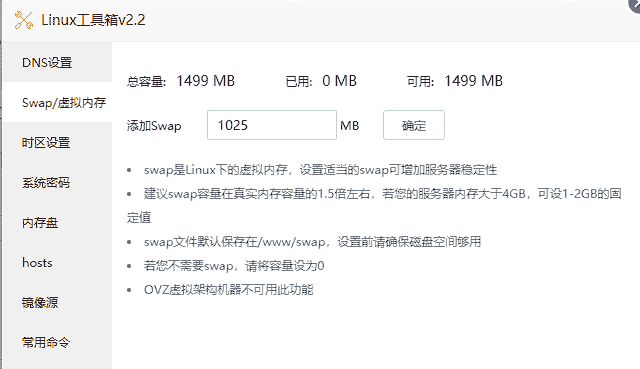 Linux工具箱v2.2
DNS设置
Swap/虚拟内存
时区设置
系统密码
内存盘
hosts
镜像源
常用命令
总容量: 1499 MB 已用: 0 MB 可用: 1499 MB
添加Swap 1025 MB 确定
swap是Linux下的虚拟内存，设置适当的swap可增加服务器稳定性
建议swap容量在真实内存容量的1.5倍左右，若您的服务器内存大于4GB，可设1-2GB的固
定值
swap文件默认保存在/www/swap，设置前请确保磁盘空间够用
若您不需要swap，请将容量设为0
OVZ虚拟架构机器不可用此功能